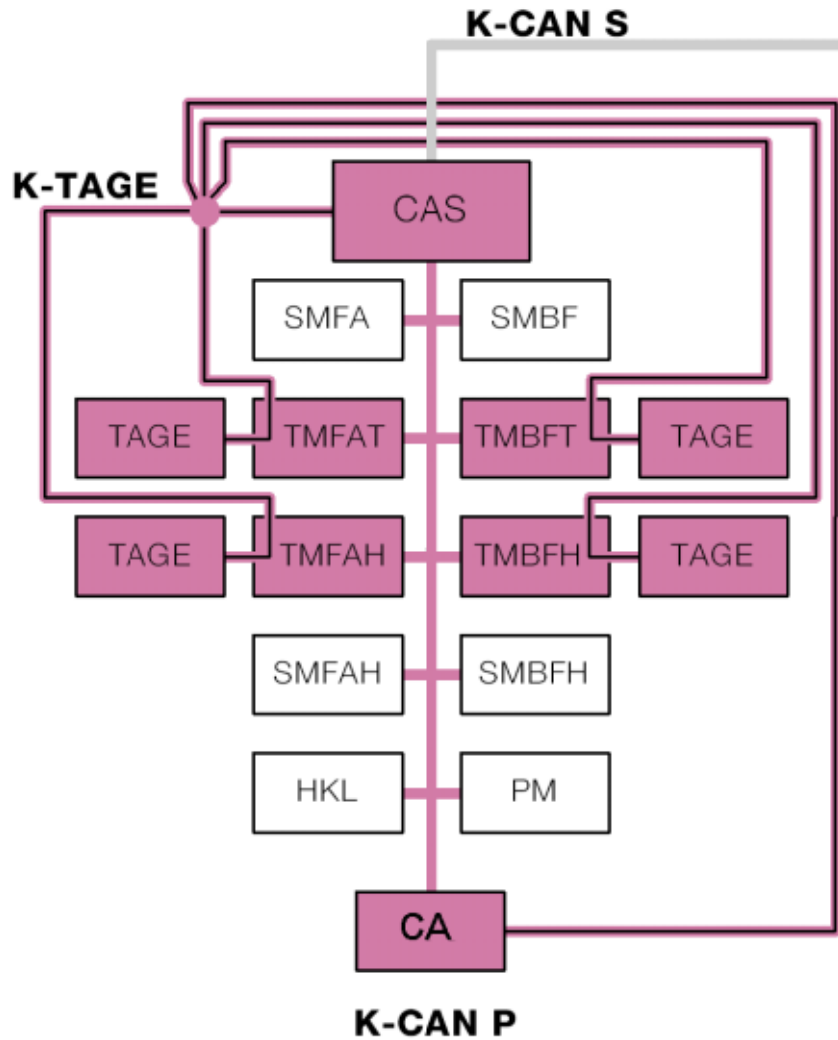 K-CAN S
K-TAGE
CAS
SMFA SMBF
TAGE TMFAT TMBFT TAGE
TAGE TMFAH TMBFH TAGE
SMFAH SMBFH
HKL PM
CA
K-CAN P